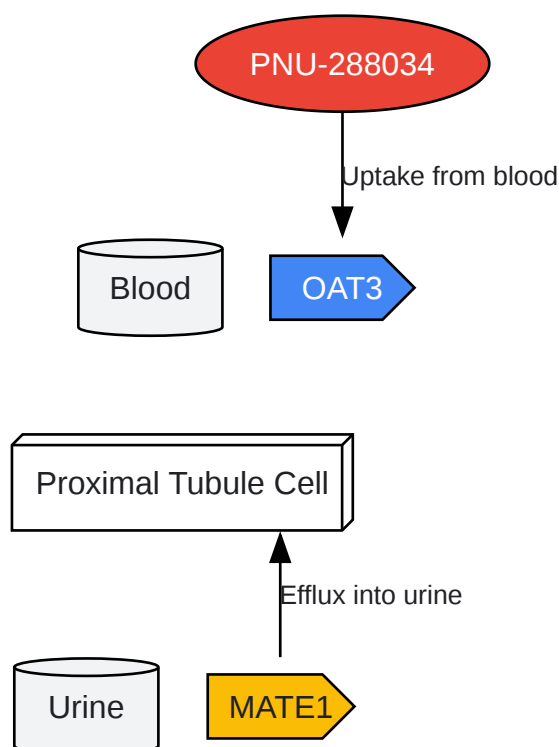 PNU-288034
Uptake from blood
Blood
OAT3
Proximal Tubule Cell
Efflux into urine
Urine
MATE1